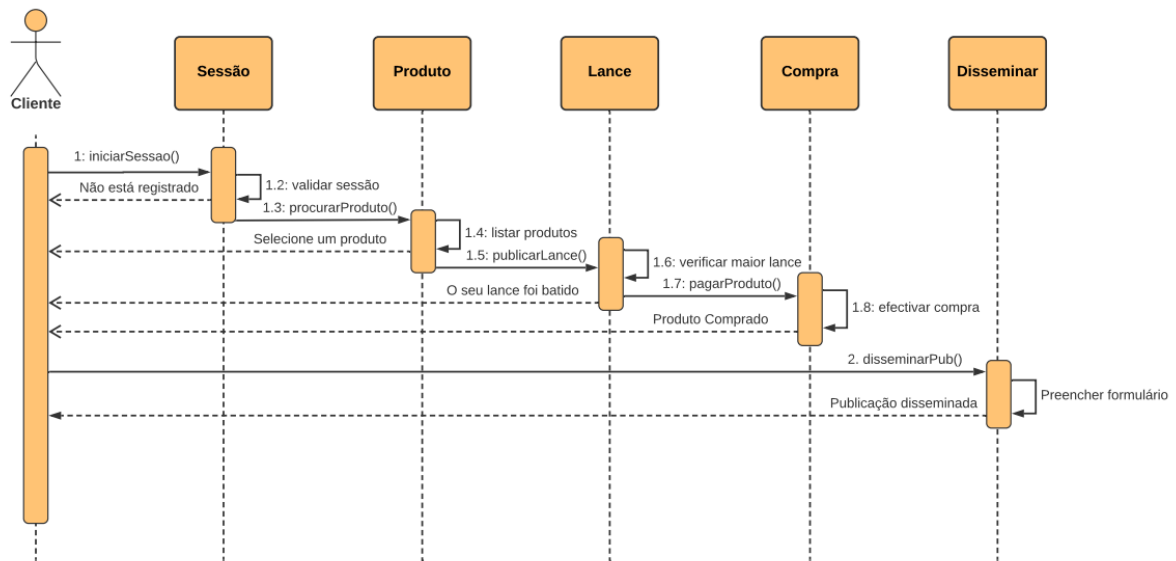 Cliente
Sessão
Produto
Lance
Compra
Disseminar
1: iniciarSessao()
1.2: validar sessão
Não está registrado
1.3: procurarProduto()
1.4: listar produtos
Selecione um produto
1.5: publicarLance()
1.6: verificar maior lance
O seu lance foi batido
1.7: pagarProduto()
1.8: efetivar compra
Produto Comprado
2. disseminarPub()
Preencher formulário
Publicação disseminada